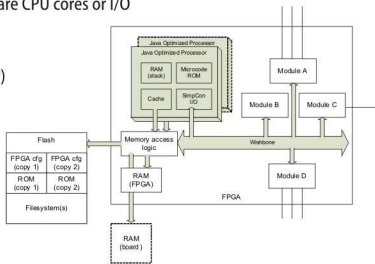 are CPU cores or I/O
)
Java Optimized Processor
Java Optimized Processor
RAM
(stack)
Microcode
ROM
Cache
SimpCon
I/O
Module A
Module B
Module C
Flash
FPGA cfg
(copy 1)
FPGA cfg
(copy 2)
ROM
(copy 1)
ROM
(copy 2)
Filesystem(s)
Memory access
logic
Wishbone
RAM
(FPGA)
Module D
FPGA
RAM
(board)